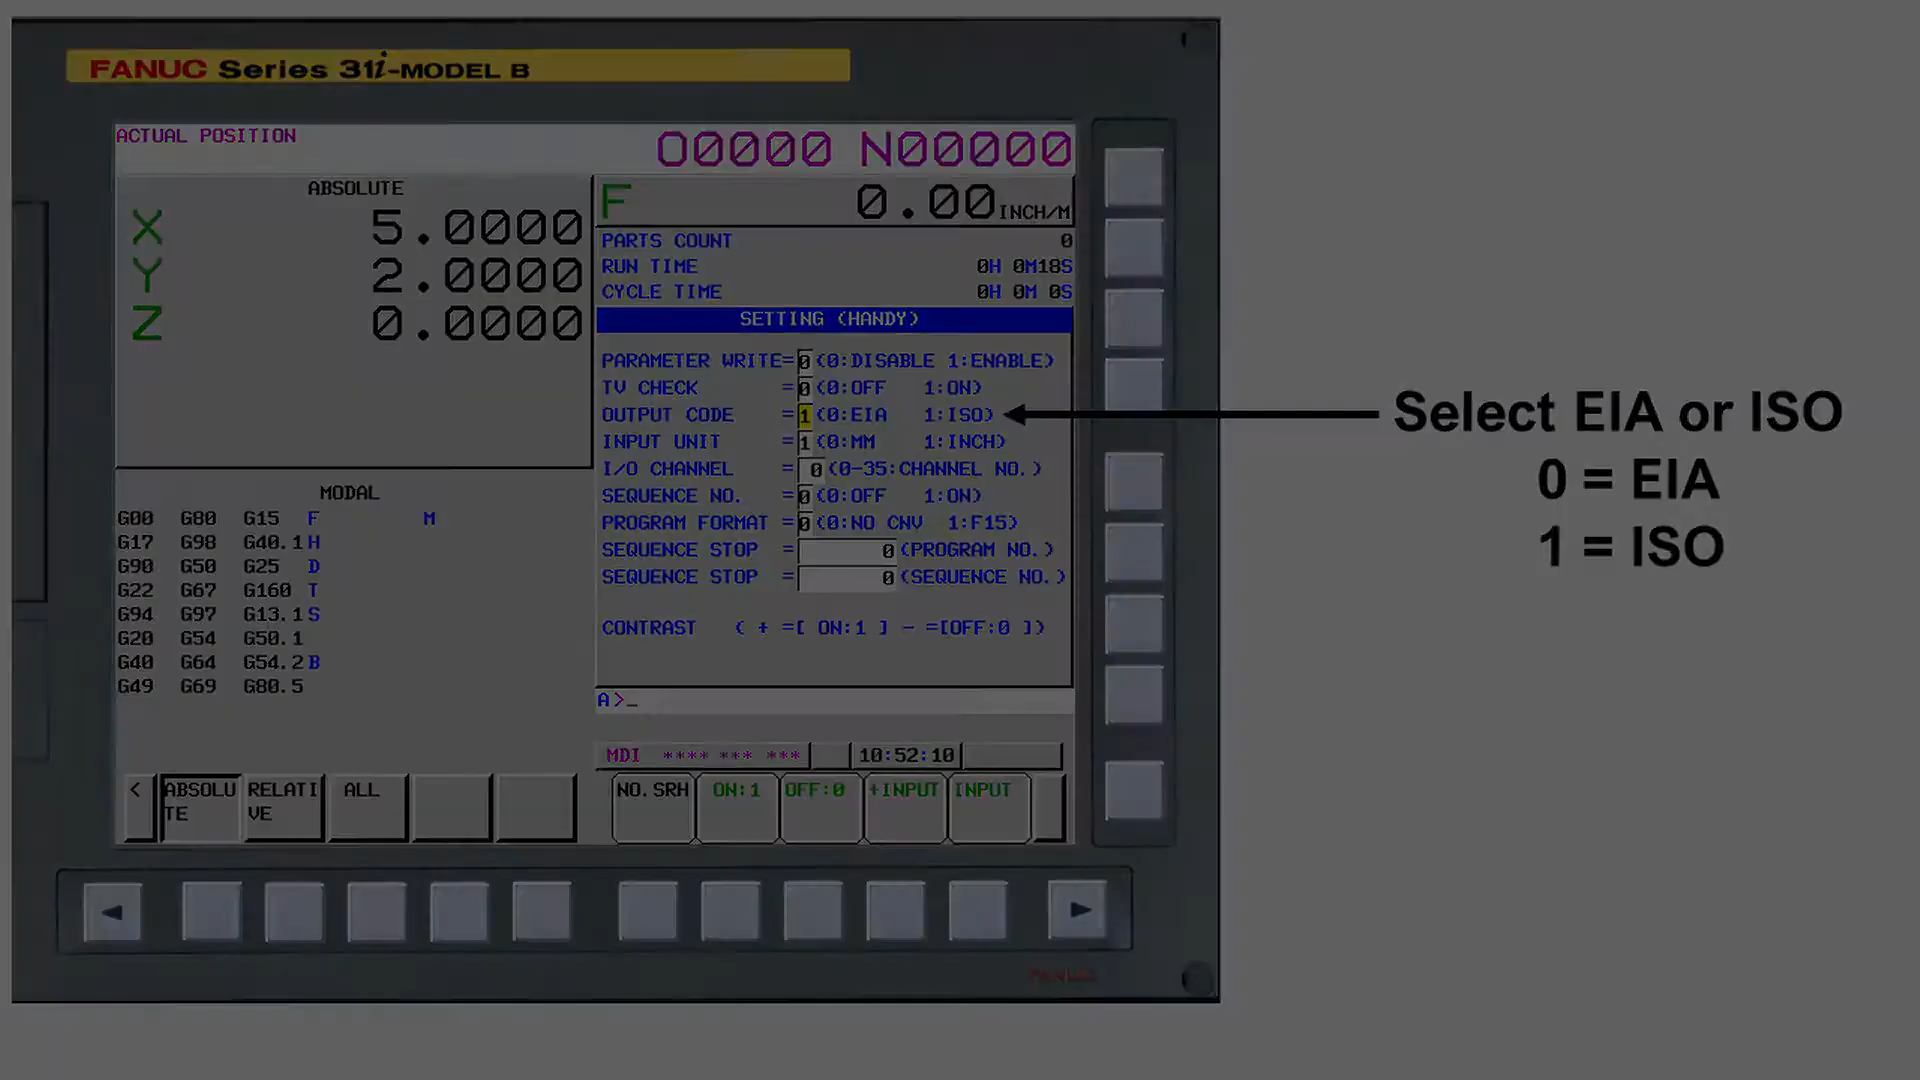 FANUC Series 31i-MODEL B
ACTUAL POSITION
O0000 N00000
ABSOLUTE
X 5.0000
Y 2.0000
Z 0.0000
F 0.00 INCH/M
PARTS COUNT 0
RUN TIME 0H 0M18S
CYCLE TIME 0H 0M 0S
SETTING (HANDY)
PARAMETER WRITE=0(0:DISABLE 1:ENABLE)
TV CHECK =0(0:OFF 1:ON)
OUTPUT CODE =1(0:EIA 1:ISO)
INPUT UNIT =1(0:MM 1:INCH)
I/O CHANNEL = 0(0-35:CHANNEL NO.)
SEQUENCE NO. =0(0:OFF 1:ON)
PROGRAM FORMAT =0(0:NO CNV 1:F15)
SEQUENCE STOP = 0(PROGRAM NO.)
SEQUENCE STOP = 0(SEQUENCE NO.)
CONTRAST ( + =[ ON:1 ] - =[OFF:0 ])
MODAL
G00 G80 G15 F M
G17 G98 G40.1 H
G90 G50 G25 D
G22 G67 G160 T
G94 G97 G13.1 S
G20 G54 G50.1
G40 G64 G54.2 B
G49 G69 G80.5
A>_
MDI **** *** *** 10:52:10
< ABSOLU
TE
RELATI
VE
ALL
NO.SRH ON:1 OFF:0 +INPUT INPUT
FANUC
Select EIA or ISO
0 = EIA
1 = ISO